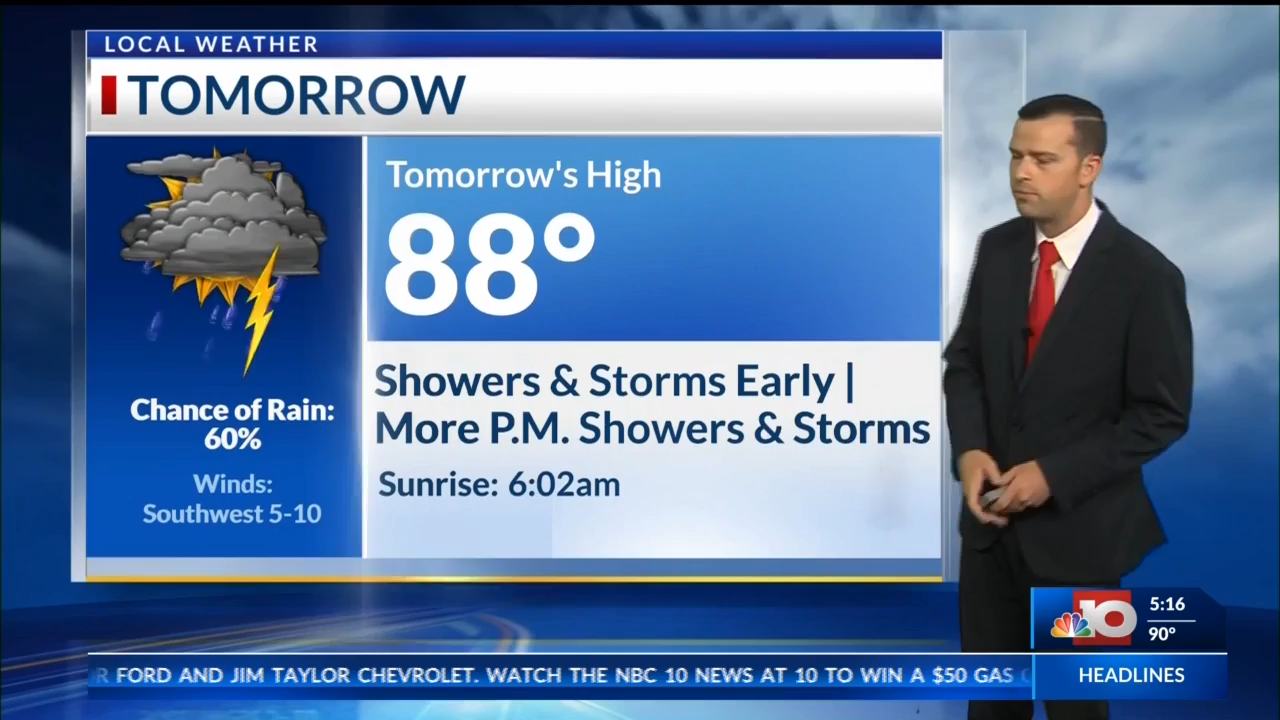 LOCAL WEATHER
TOMORROW
Tomorrow's High
88°
Chance of Rain:
60%
Winds:
Southwest 5-10
Showers & Storms Early |
More P.M. Showers & Storms
Sunrise: 6:02am
10
5:16
90°
FORD AND JIM TAYLOR CHEVROLET. WATCH THE NBC 10 NEWS AT 10 TO WIN A $50 GAS
HEADLINES